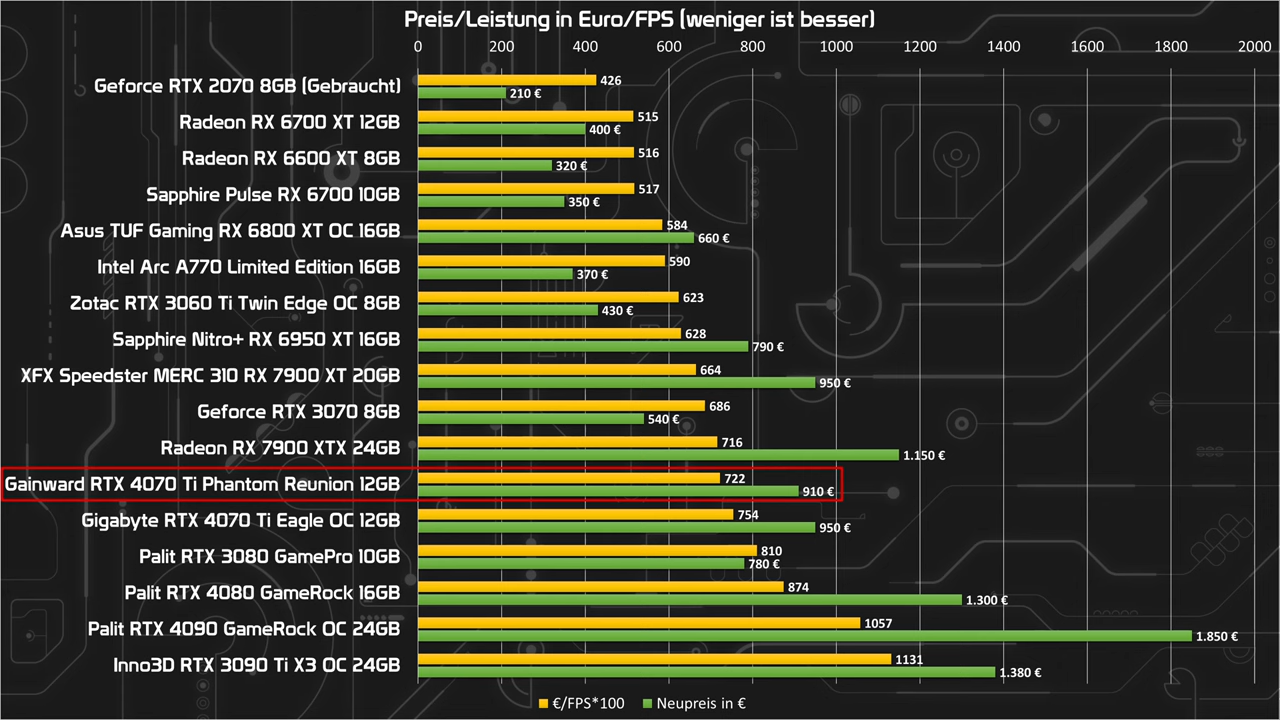 Preis/Leistung in Euro/FPS (weniger ist besser)
0 200 400 600 800 1000 1200 1400 1600 1800 2000
Geforce RTX 2070 8GB (Gebraucht) 426
210 €
Radeon RX 6700 XT 12GB 515
400 €
Radeon RX 6600 XT 8GB 516
320 €
Sapphire Pulse RX 6700 10GB 517
350 €
Asus TUF Gaming RX 6800 XT OC 16GB 584
660 €
Intel Arc A770 Limited Edition 16GB 590
370 €
Zotac RTX 3060 Ti Twin Edge OC 8GB 623
430 €
Sapphire Nitro+ RX 6950 XT 16GB 628
790 €
XFX Speedster MERC 310 RX 7900 XT 20GB 664
950 €
Geforce RTX 3070 8GB 686
540 €
Radeon RX 7900 XTX 24GB 716
1.150 €
Gainward RTX 4070 Ti Phantom Reunion 12GB 722
910 €
Gigabyte RTX 4070 Ti Eagle OC 12GB 754
950 €
Palit RTX 3080 GamePro 10GB 810
780 €
Palit RTX 4080 GameRock 16GB 874
1.300 €
Palit RTX 4090 GameRock OC 24GB 1057
1.850 €
Inno3D RTX 3090 Ti X3 OC 24GB 1131
1.380 €
€/FPS*100 Neupreis in €